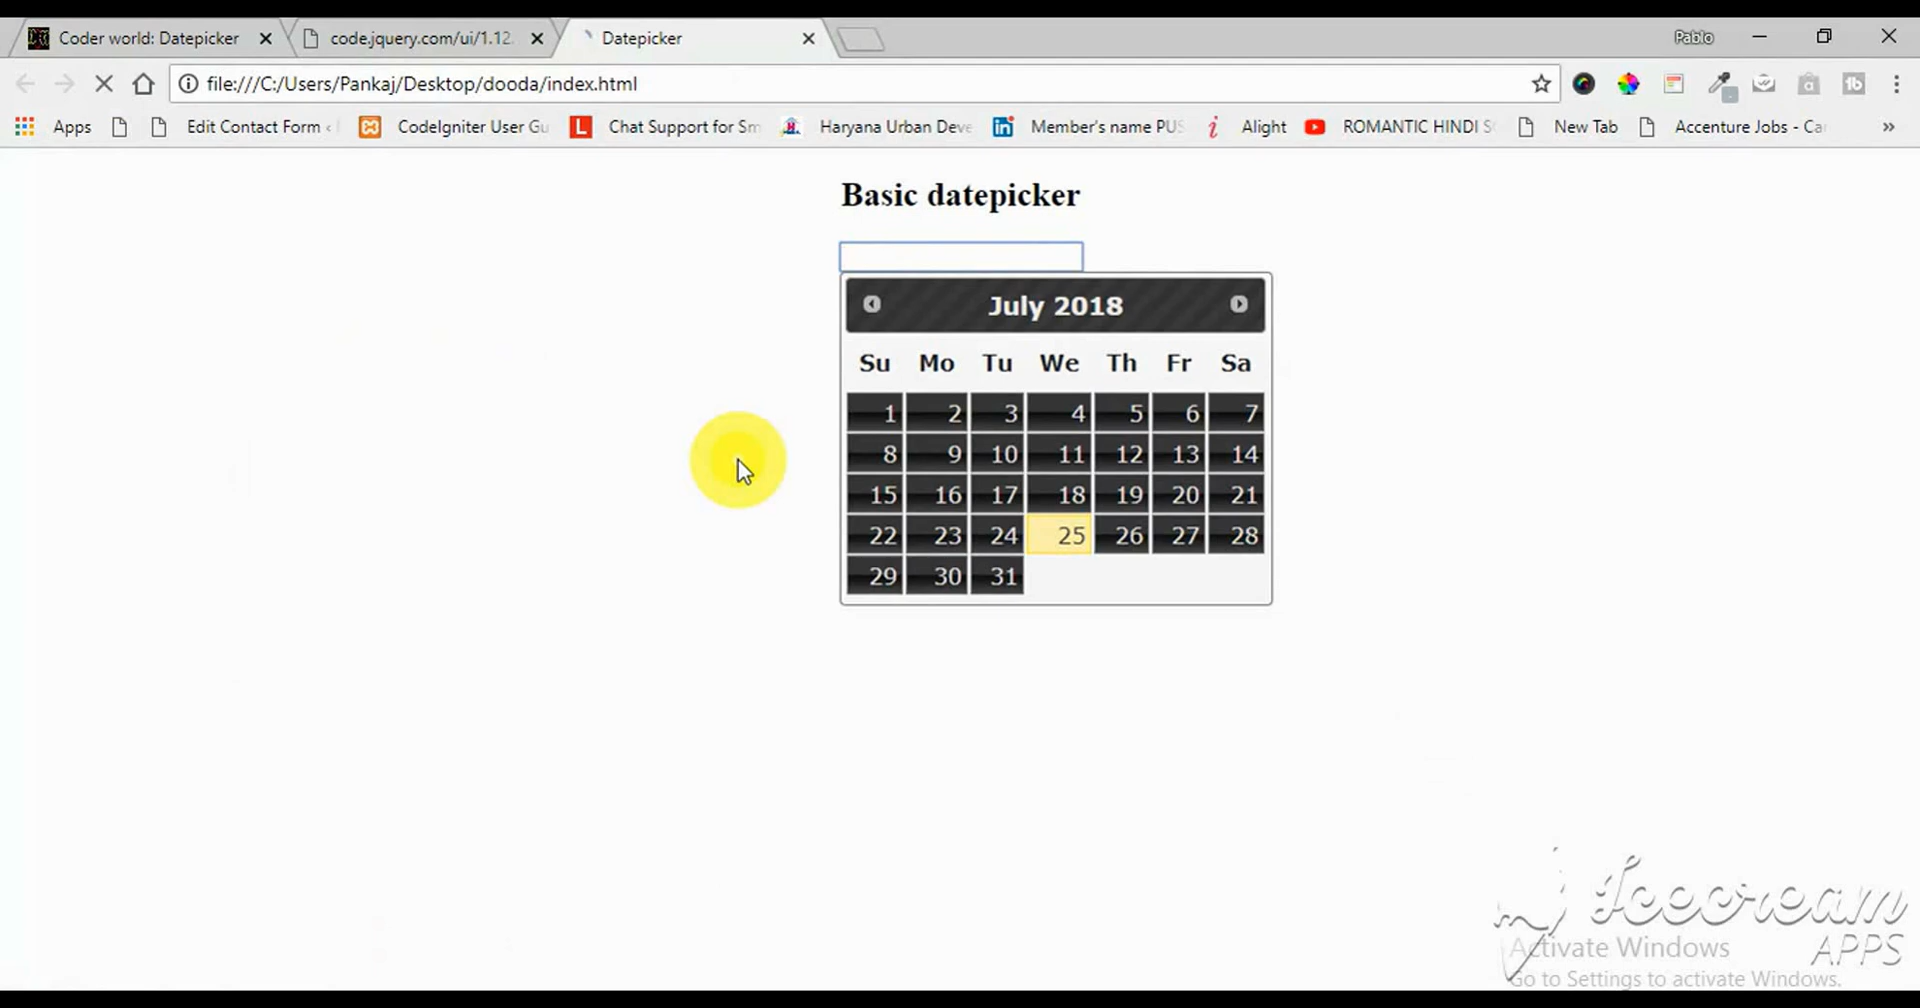 Coder world: Datepicker
code.jquery.com/ui/1.12.
Datepicker
Pablo
file:///C:/Users/Pankaj/Desktop/dooda/index.html
Apps
Edit Contact Form ‹
CodeIgniter User Gu
L
Chat Support for Sm
Haryana Urban Deve
in
Member's name PUS
i
Alight
ROMANTIC HINDI S
New Tab
Accenture Jobs - Ca
»
Basic datepicker
July 2018
Su Mo Tu We Th Fr Sa
1 2 3 4 5 6 7
8 9 10 11 12 13 14
15 16 17 18 19 20 21
22 23 24 25 26 27 28
29 30 31
Icecream
APPS
Activate Windows
Go to Settings to activate Windows.